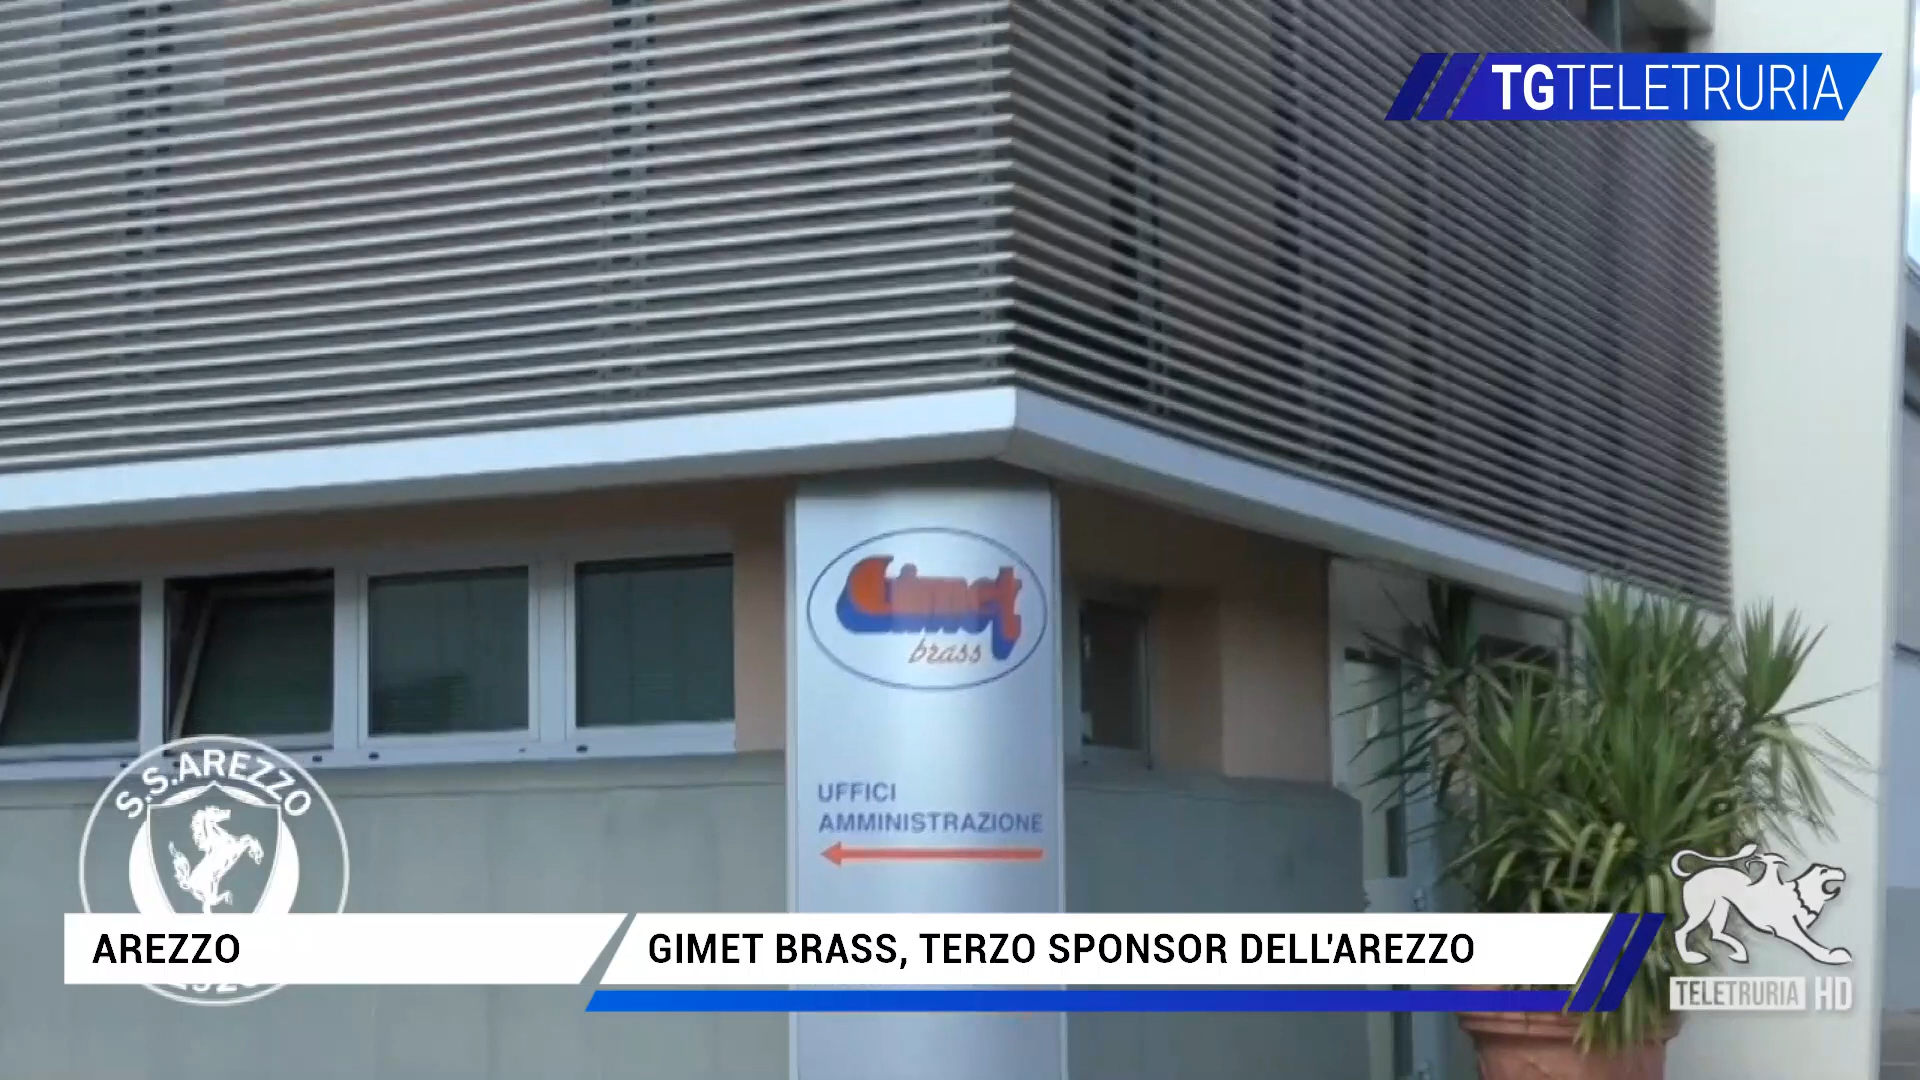 TGTELETRURIA
Gimet
brass
UFFICI
AMMINISTRAZIONE
S.S.AREZZO
AREZZO
GIMET BRASS, TERZO SPONSOR DELL'AREZZO
TELETRURIA HD